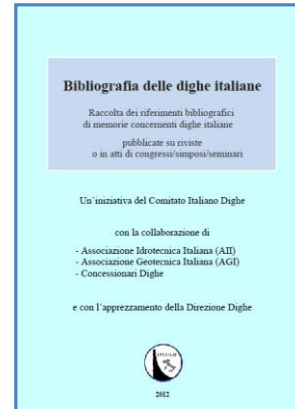 Bibliografia delle dighe italiane
Raccolta dei riferimenti bibliografici
di memorie concernenti dighe italiane
pubblicate su riviste
o in atti di congressi/simposi/seminari
Un'iniziativa del Comitato Italiano Dighe
con la collaborazione di
- Associazione Idrotecnica Italiana (AII)
- Associazione Geotecnica Italiana (AGI)
- Concessionari Dighe
e con l'apprezzamento della Direzione Dighe
ITCOLD
2012